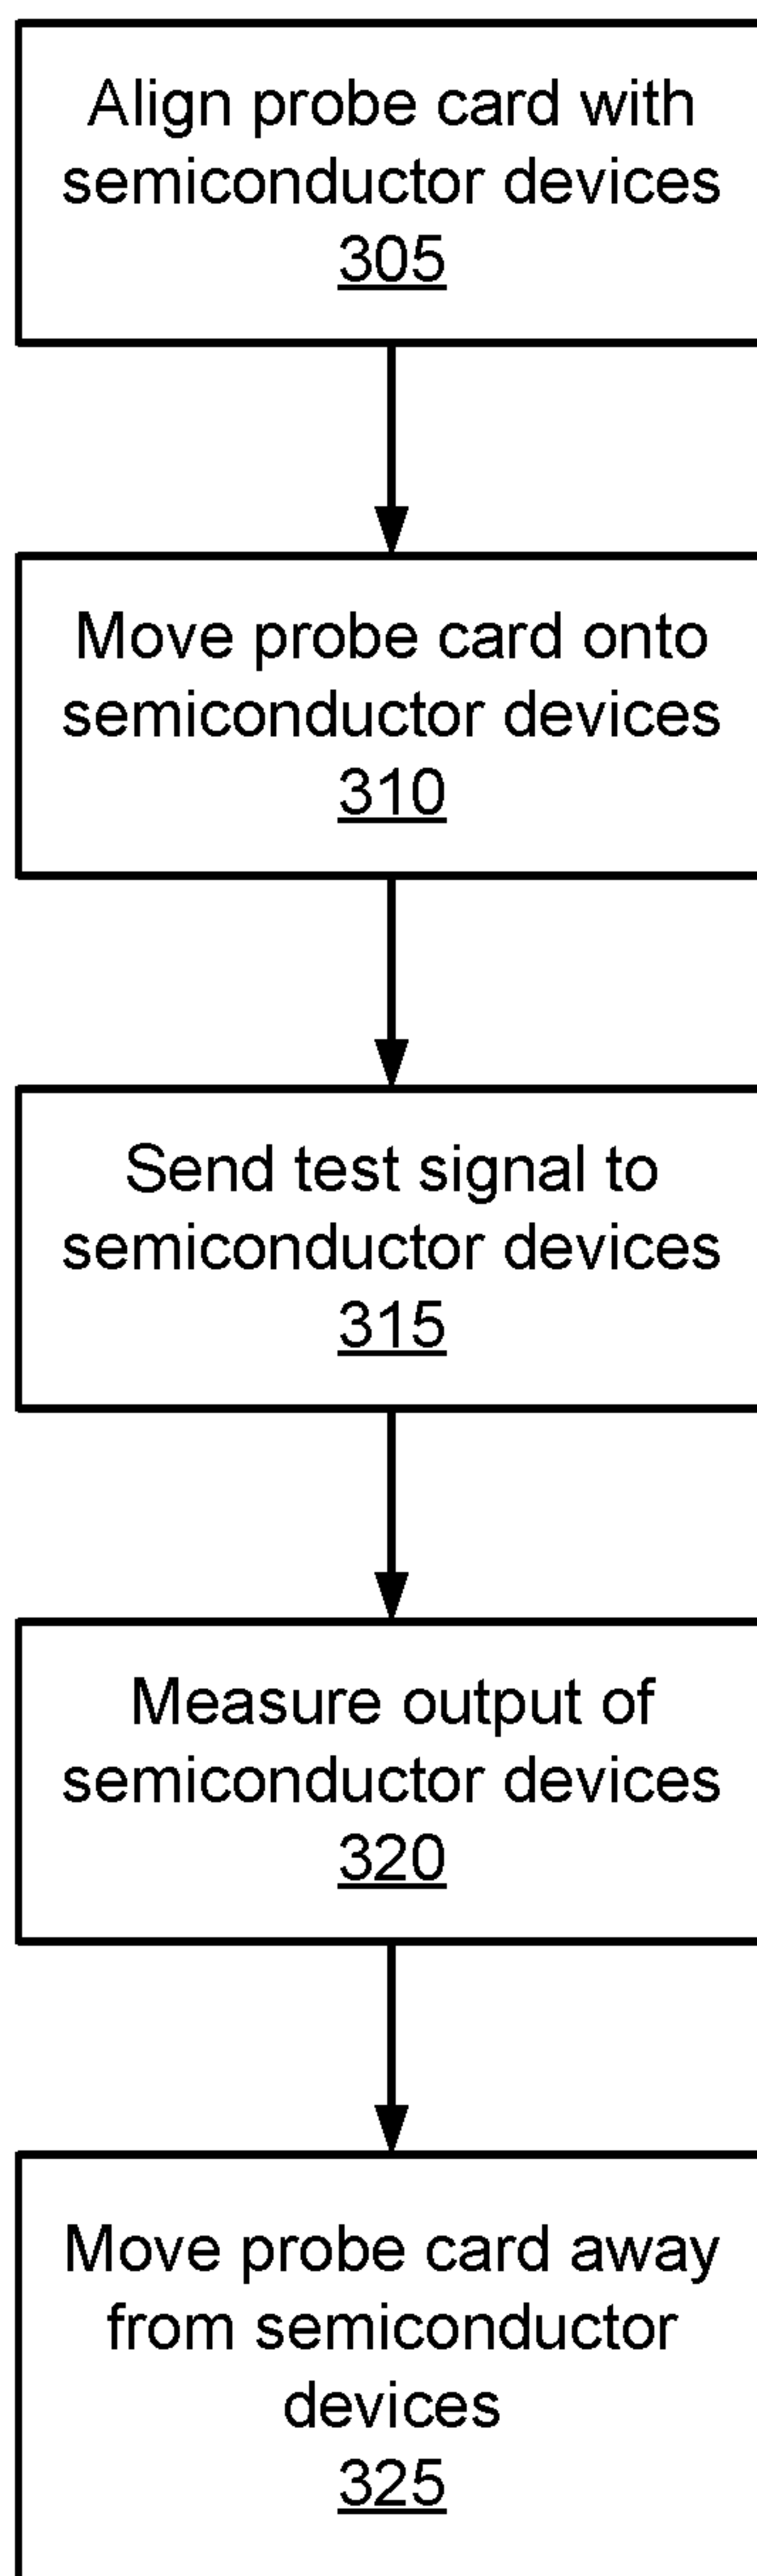 Align probe card with
semiconductor devices
305
Move probe card onto
semiconductor devices
310
Send test signal to
semiconductor devices
315
Measure output of
semiconductor devices
320
Move probe card away
from semiconductor
devices
325